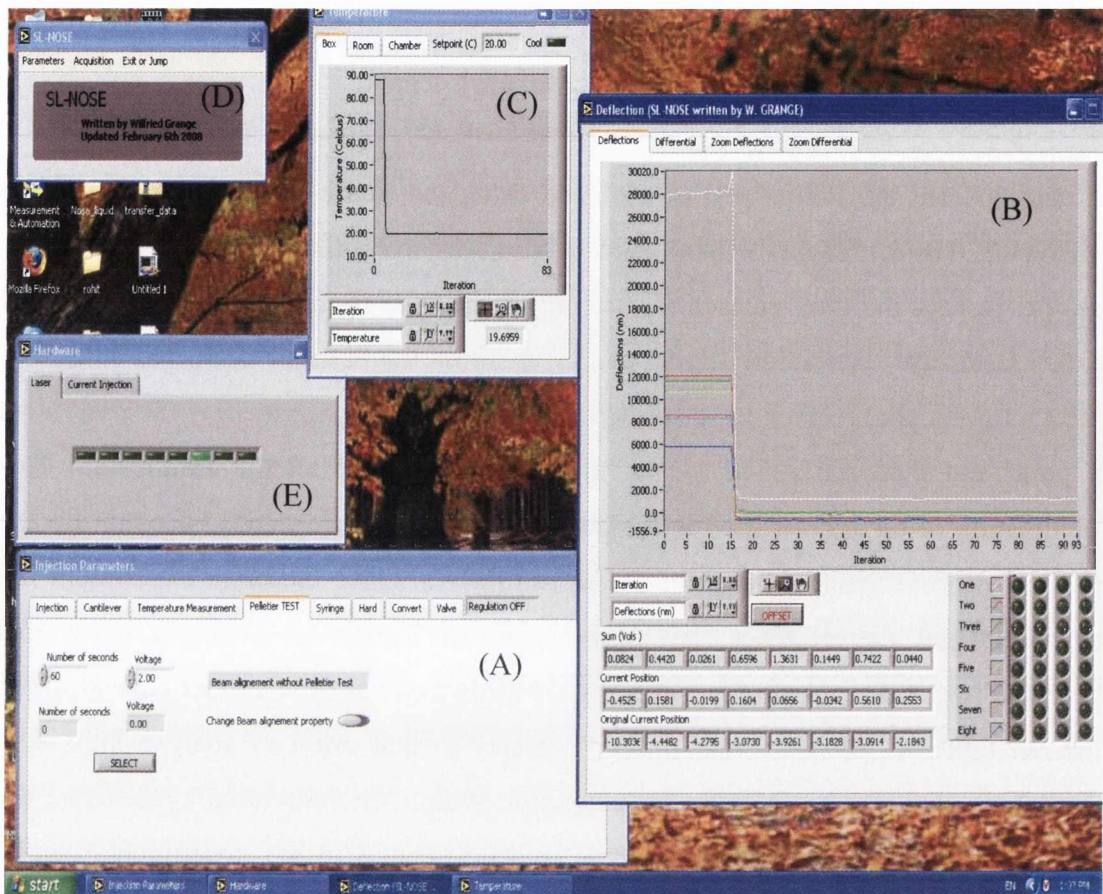 SL-NOSE
Parameters Acquisition Exit or Jump
SL-NOSE
(D)
Written by Wilfried Grange
Updated February 6th 2008
Measurement & Automation
Nosa_liquid
transfer_data
Mozilla Firefox
rohit
Untitled 1
Temperature
Box Room Chamber Setpoint (C) 20.00 Cool
(C)
Temperature (Celcius)
90.00
80.00
70.00
60.00
50.00
40.00
30.00
20.00
10.00
0 83
Iteration
Iteration
Temperature
19.6959
Deflection (SL-NOSE written by W. GRANGE)
Deflections Differential Zoom Deflections Zoom Differential
(B)
Deflections (nm)
30020.0
28000.0
26000.0
24000.0
22000.0
20000.0
18000.0
16000.0
14000.0
12000.0
10000.0
8000.0
6000.0
4000.0
2000.0
0.0
-1556.9
0 5 10 15 20 25 30 35 40 45 50 55 60 65 70 75 80 85 90 93
Iteration
Iteration
Deflections (nm)
OFFSET
Sum (Vols )
0.0824 0.4420 0.0261 0.6596 1.3631 0.1449 0.7422 0.0440
Current Position
-0.4525 0.1581 -0.0199 0.1604 0.0656 -0.0342 0.5610 0.2553
Original Current Position
-10.303 -4.4482 -4.2795 -3.0730 -3.9261 -3.1828 -3.0914 -2.1843
One
Two
Three
Four
Five
Six
Seven
Eight
Hardware
Laser Current Injection
(E)
Injection Parameters
Injection Cantilever Temperature Measurement Pelletier TEST Syringe Hard Convert Valve Regulation OFF
(A)
Number of seconds Voltage
60 2.00
Beam alignement without Pelletier Test
Number of seconds Voltage
0 0.00
Change Beam alignement property
SELECT
start Injection Parameters Hardware Deflection (SL-NOSE ... Temperature EN